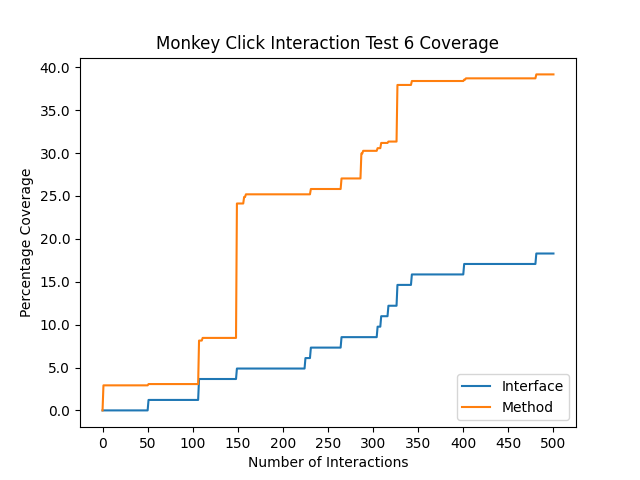 Monkey Click Interaction Test 6 Coverage
Percentage Coverage
40.0
35.0
30.0
25.0
20.0
15.0
10.0
5.0
0.0
0 50 100 150 200 250 300 350 400 450 500
Number of Interactions
Interface
Method